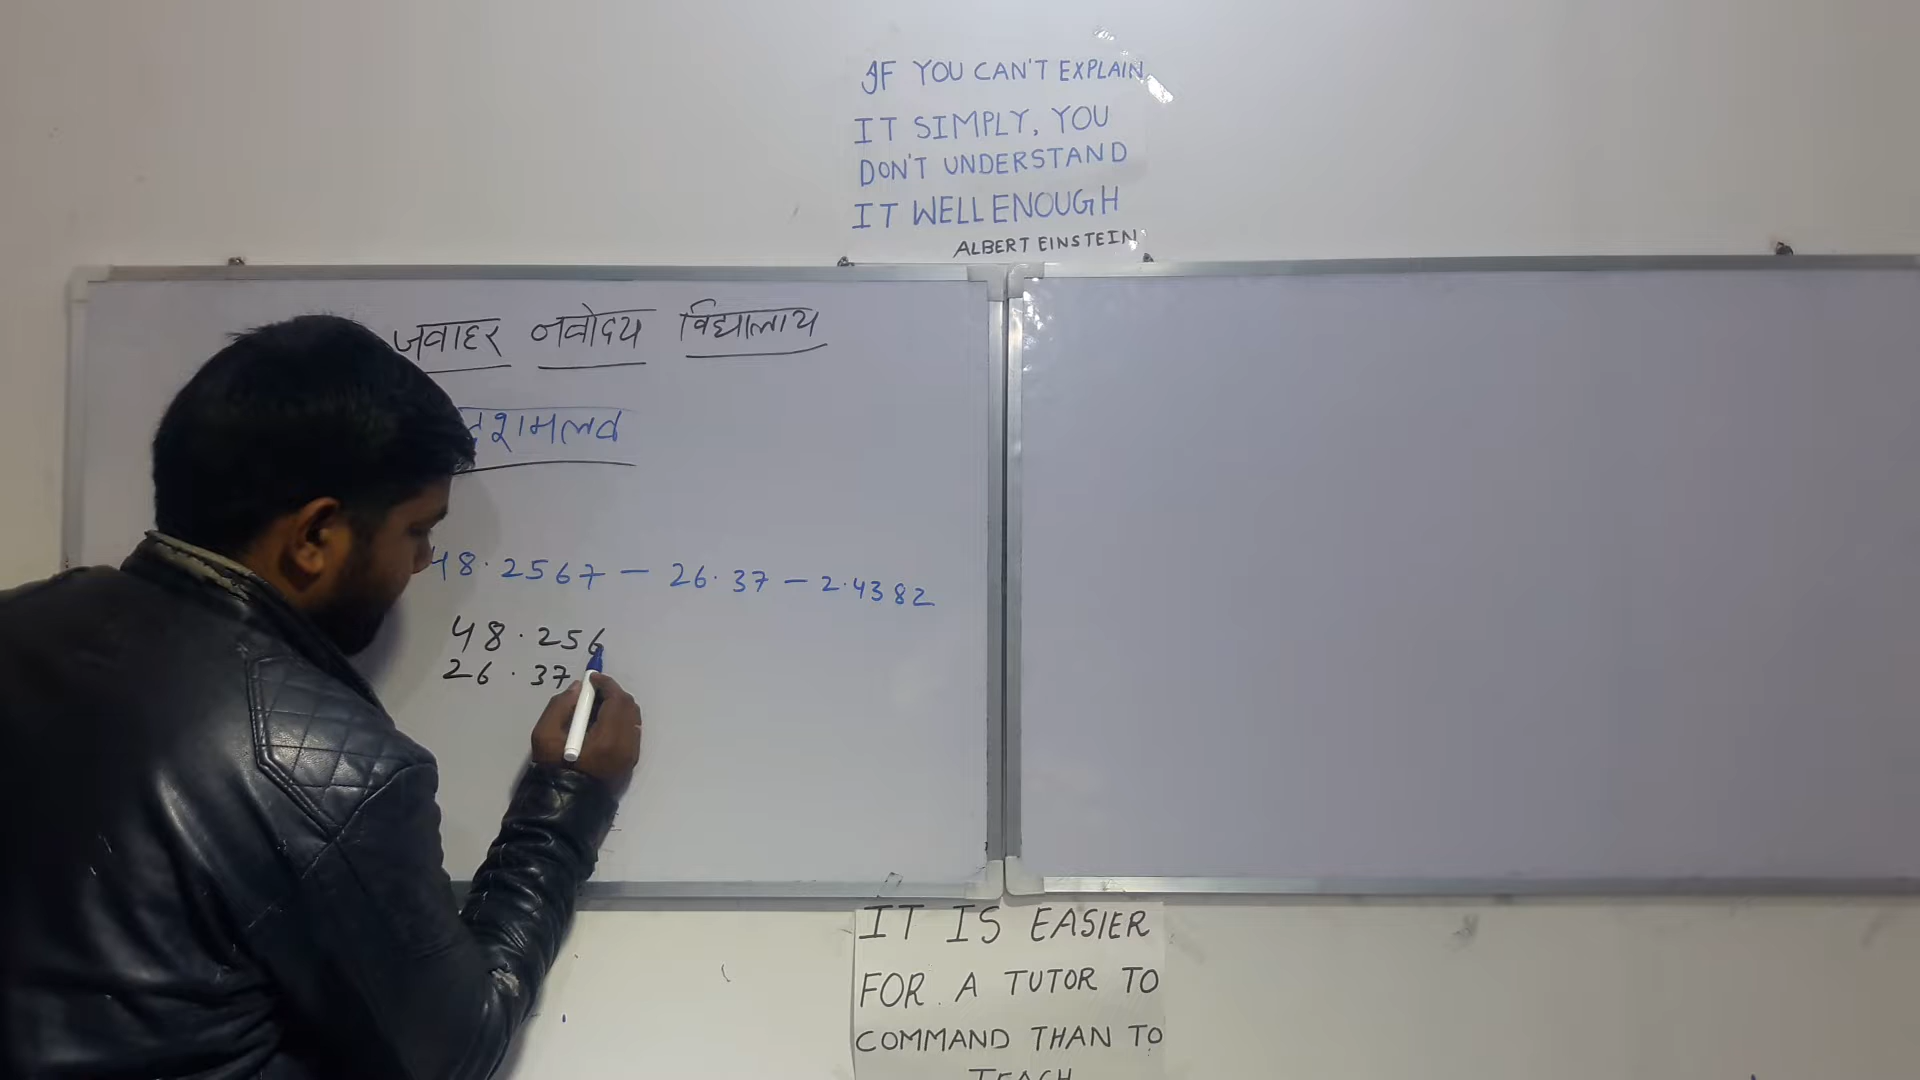 IF YOU CAN'T EXPLAIN
IT SIMPLY, YOU
DON'T UNDERSTAND
IT WELL ENOUGH
ALBERT EINSTEIN
जवाहर नवोदय विद्यालय
दशमलव
48.2567 - 26.37 - 2.4382
48.256
26.37
IT IS EASIER
FOR A TUTOR TO
COMMAND THAN TO
TEACH